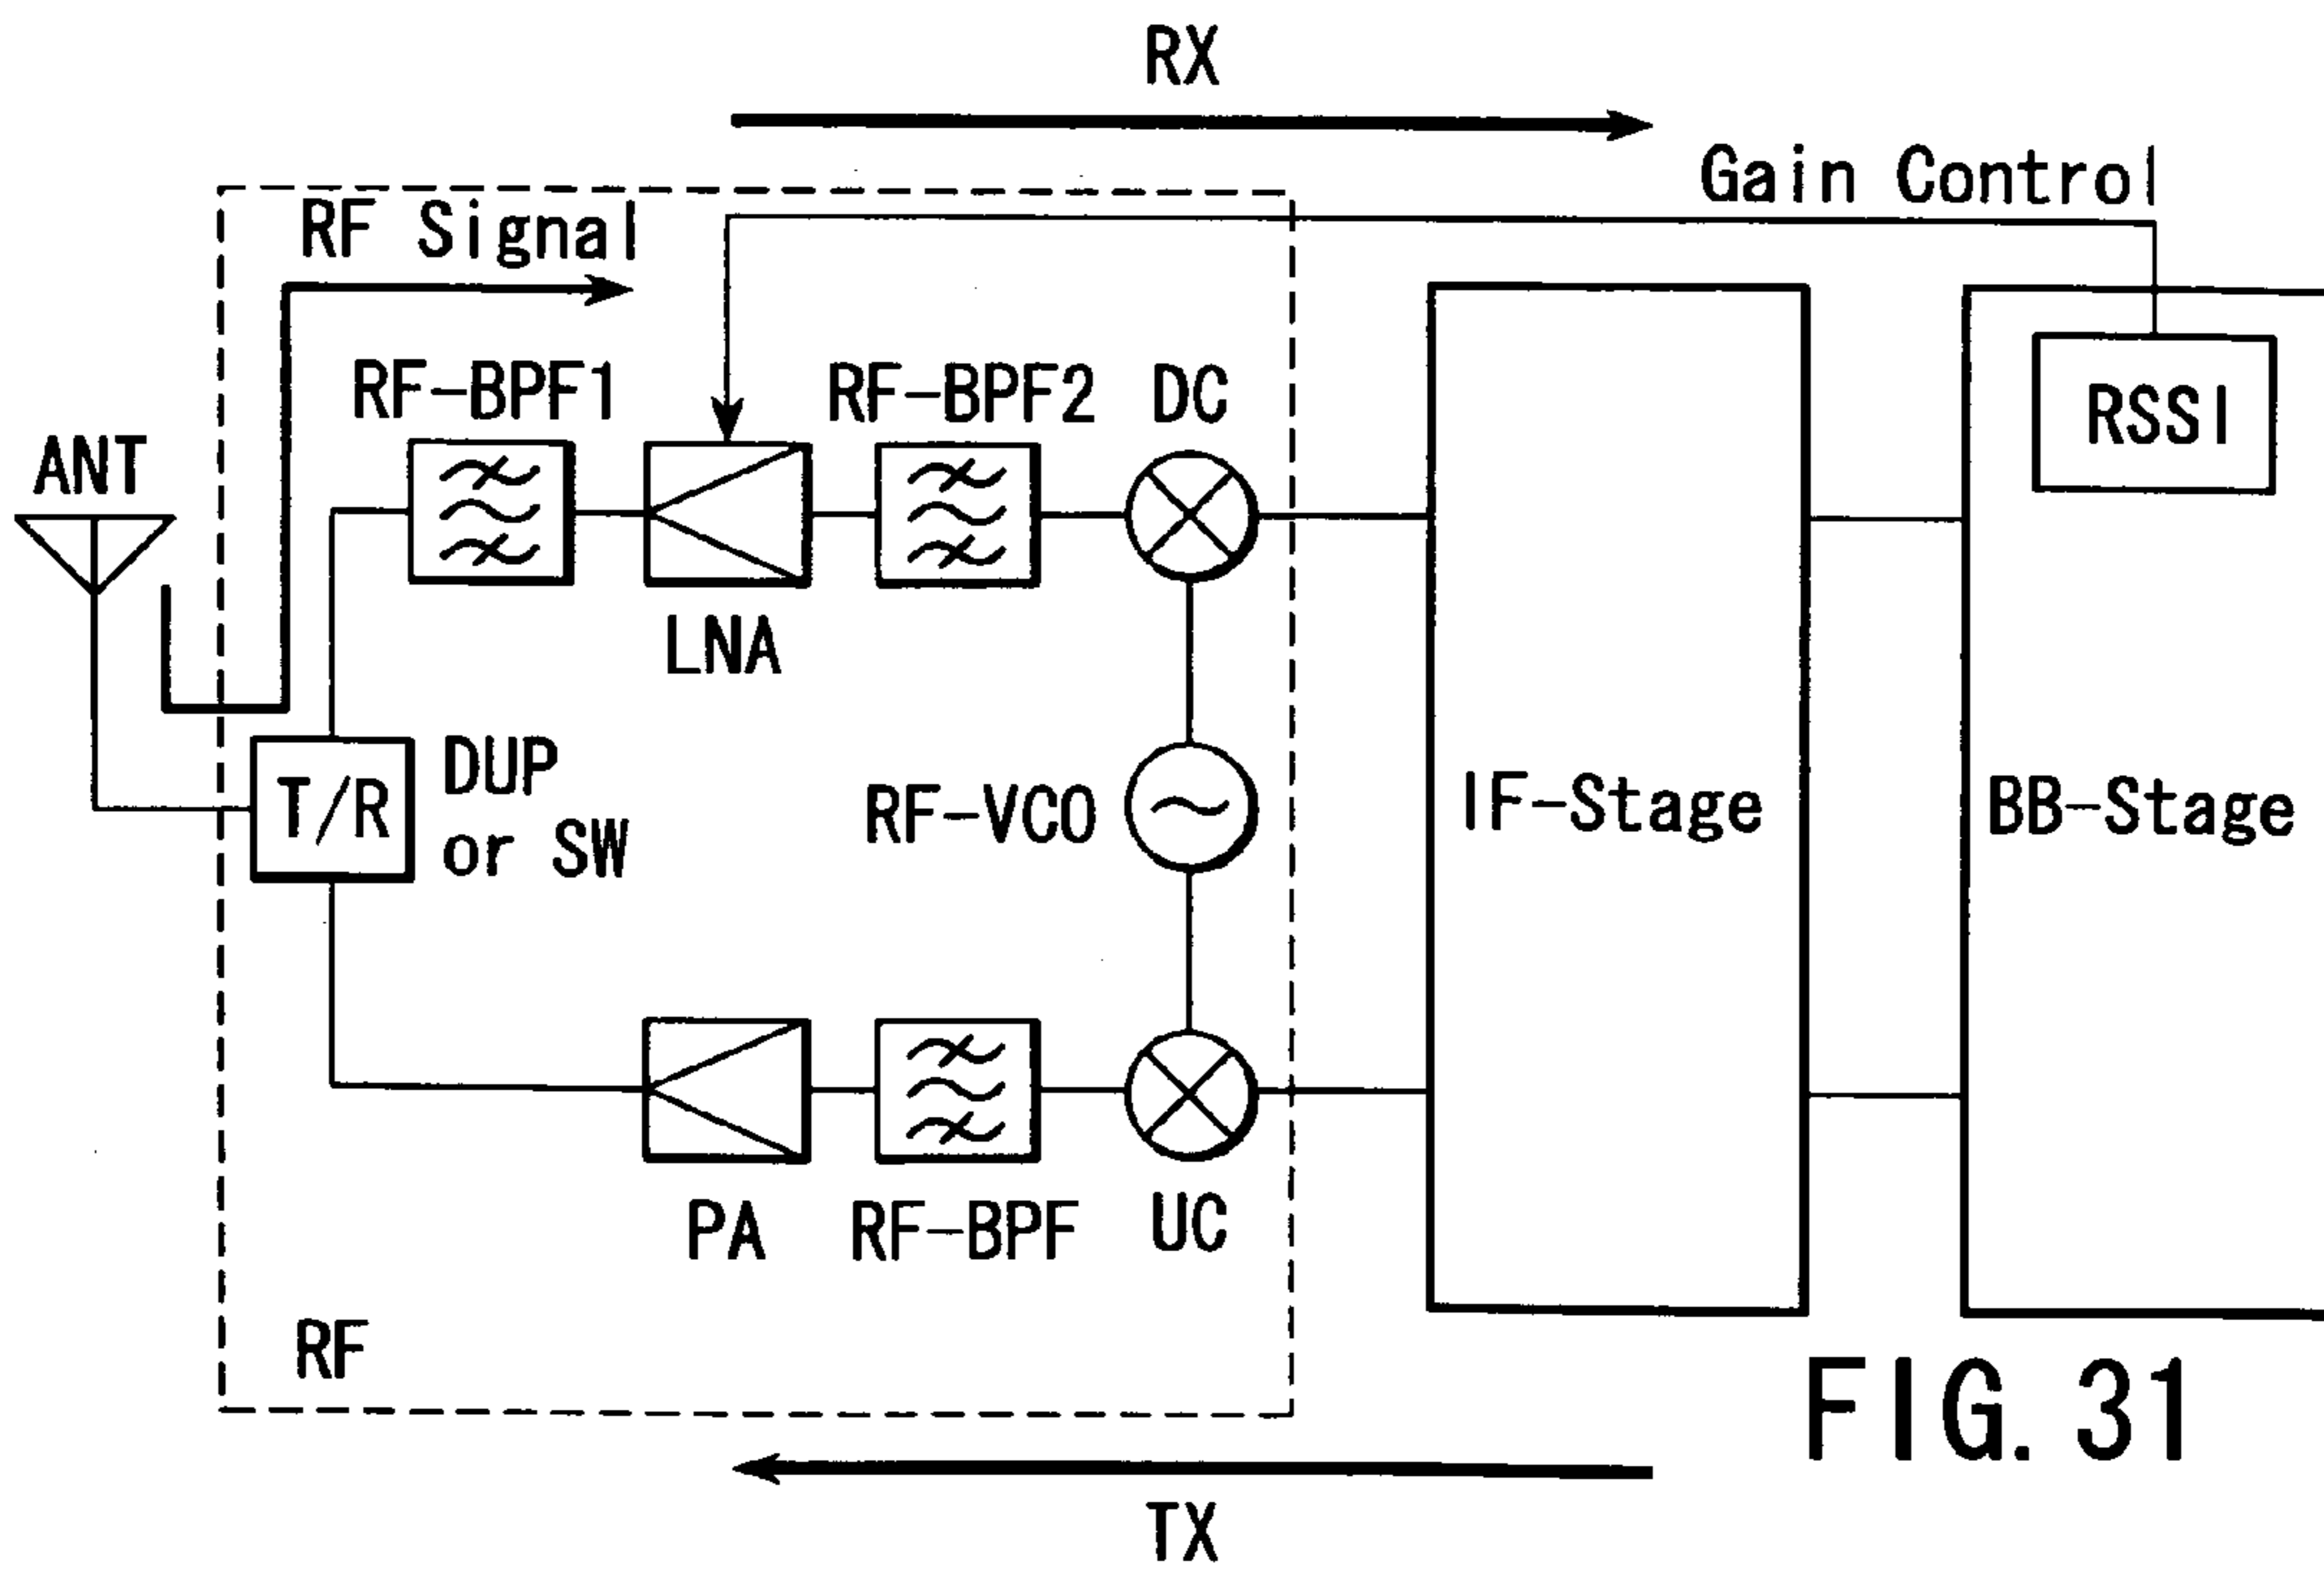 RX
Gain Control
RF Signal
RF-BPF1
RF-BPF2
DC
RSSI
ANT
LNA
T/R
DUP
or SW
RF-VCO
IF-Stage
BB-Stage
PA
RF-BPF
UC
RF
FIG. 31
TX